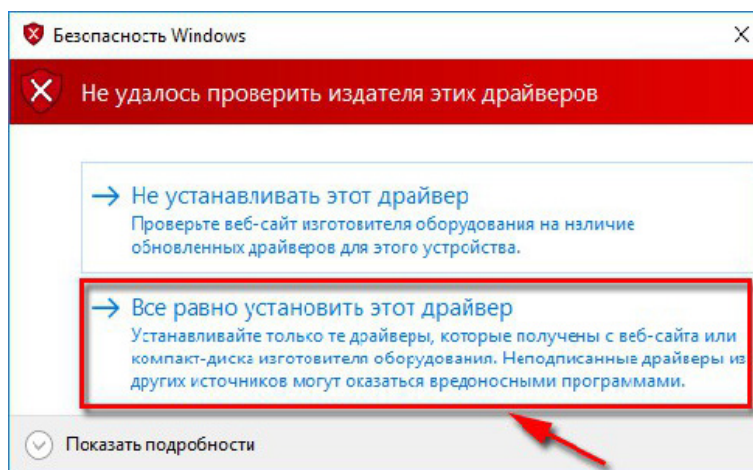 Безопасность Windows
Не удалось проверить издателя этих драйверов
Не устанавливать этот драйвер
Проверьте веб-сайт изготовителя оборудования на наличие
обновленных драйверов для этого устройства.
Все равно установить этот драйвер
Устанавливайте только те драйверы, которые получены с веб-сайта или
компакт-диска изготовителя оборудования. Неподписанные драйверы из
других источников могут оказаться вредоносными программами.
Показать подробности